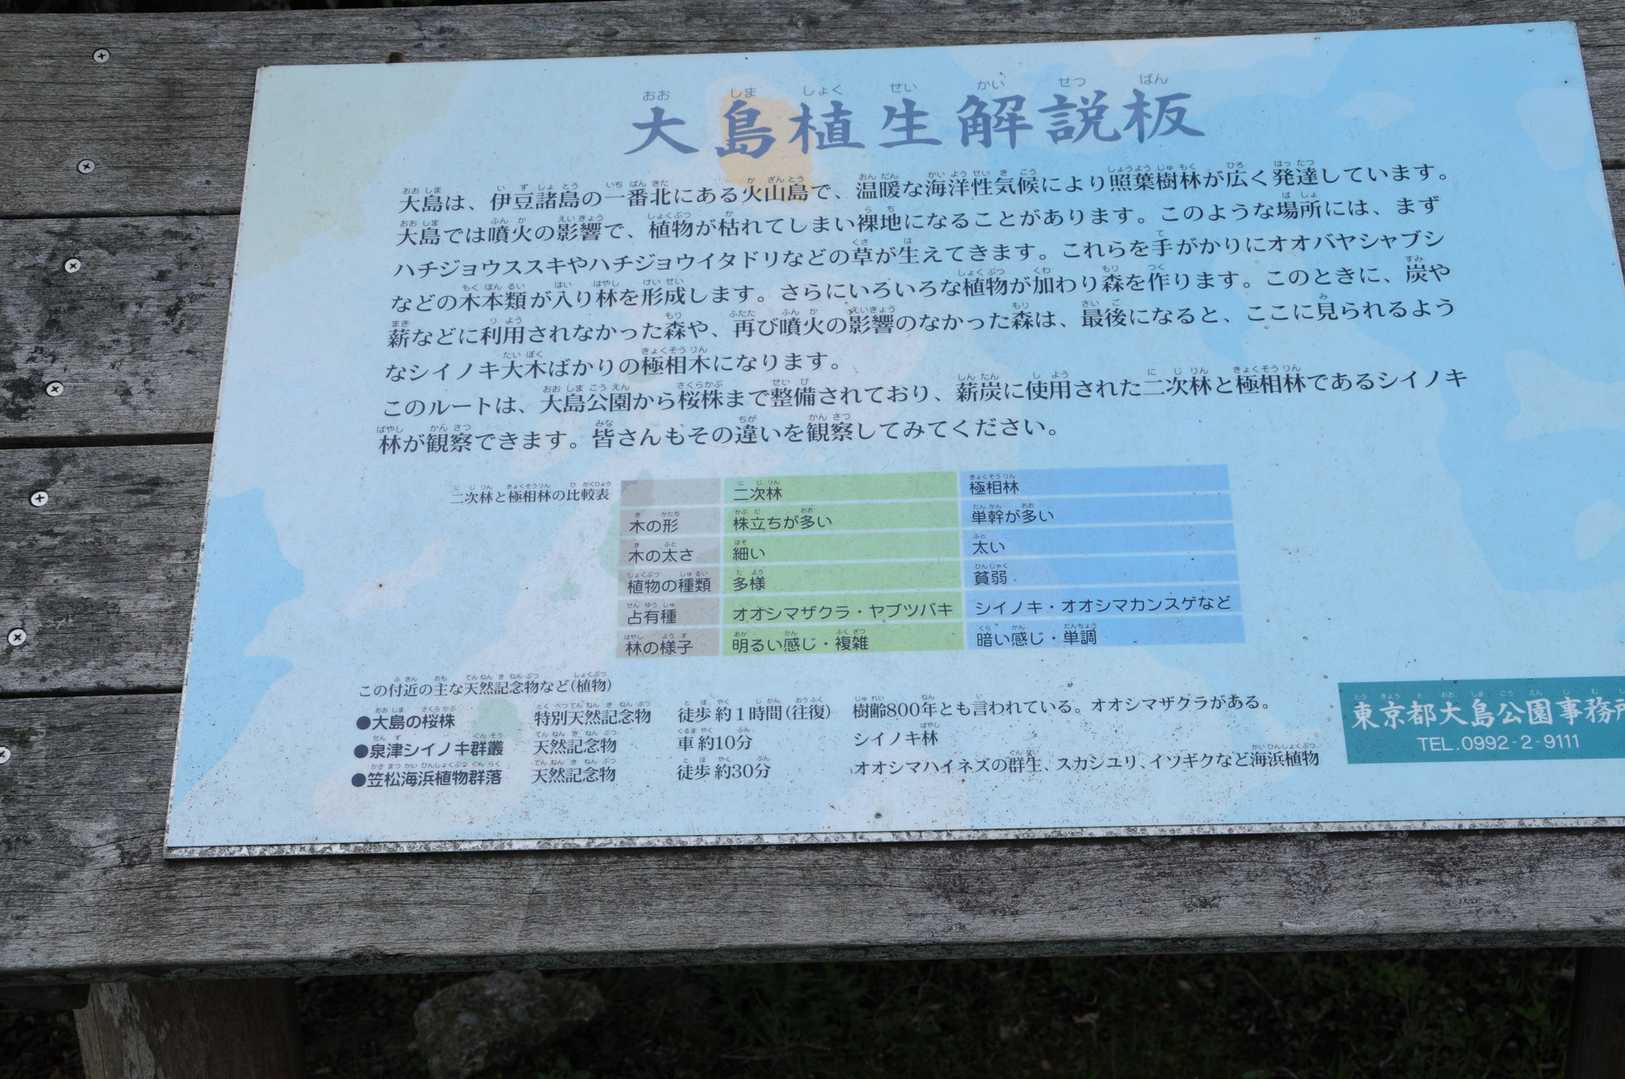 大島植生解説板
大島は、伊豆諸島の一番北にある火山島で、温暖な海洋性気候により照葉樹林が広く発達しています。
大島では噴火の影響で、植物が枯れてしまい裸地になることがあります。このような場所には、まず
ハチジョウススキやハチジョウイタドリなどの草が生えてきます。これらを手がかりにオオバヤシャブシ
などの木本類が入り林を形成します。さらにいろいろな植物が加わり森を作ります。このときに、炭や
薪などに利用されなかった森や、再び噴火の影響のなかった森は、最後になると、ここに見られるよう
なシイノキ大木ばかりの極相木になります。
このルートは、大島公園から桜株まで整備されており、薪炭に使用された二次林と極相林であるシイノキ
林が観察できます。皆さんもその違いを観察してみてください。
二次林と極相林の比較表
二次林 極相林
木の形 株立ちが多い 単幹が多い
木の太さ 細い 太い
植物の種類 多様 貧弱
占有種 オオシマザクラ・ヤブツバキ シイノキ・オオシマカンスゲなど
林の様子 明るい感じ・複雑 暗い感じ・単調
この付近の主な天然記念物など(植物)
●大島の桜株 特別天然記念物 徒歩 約1時間(往復) 樹齢800年とも言われている。オオシマザクラがある。
●泉津シイノキ群叢 天然記念物 車 約10分 シイノキ林
●笠松海浜植物群落 天然記念物 徒歩 約30分 オオシマハイネズの群生、スカシユリ、イソギクなど海浜植物
東京都大島公園事務所
TEL.0992-2-9111